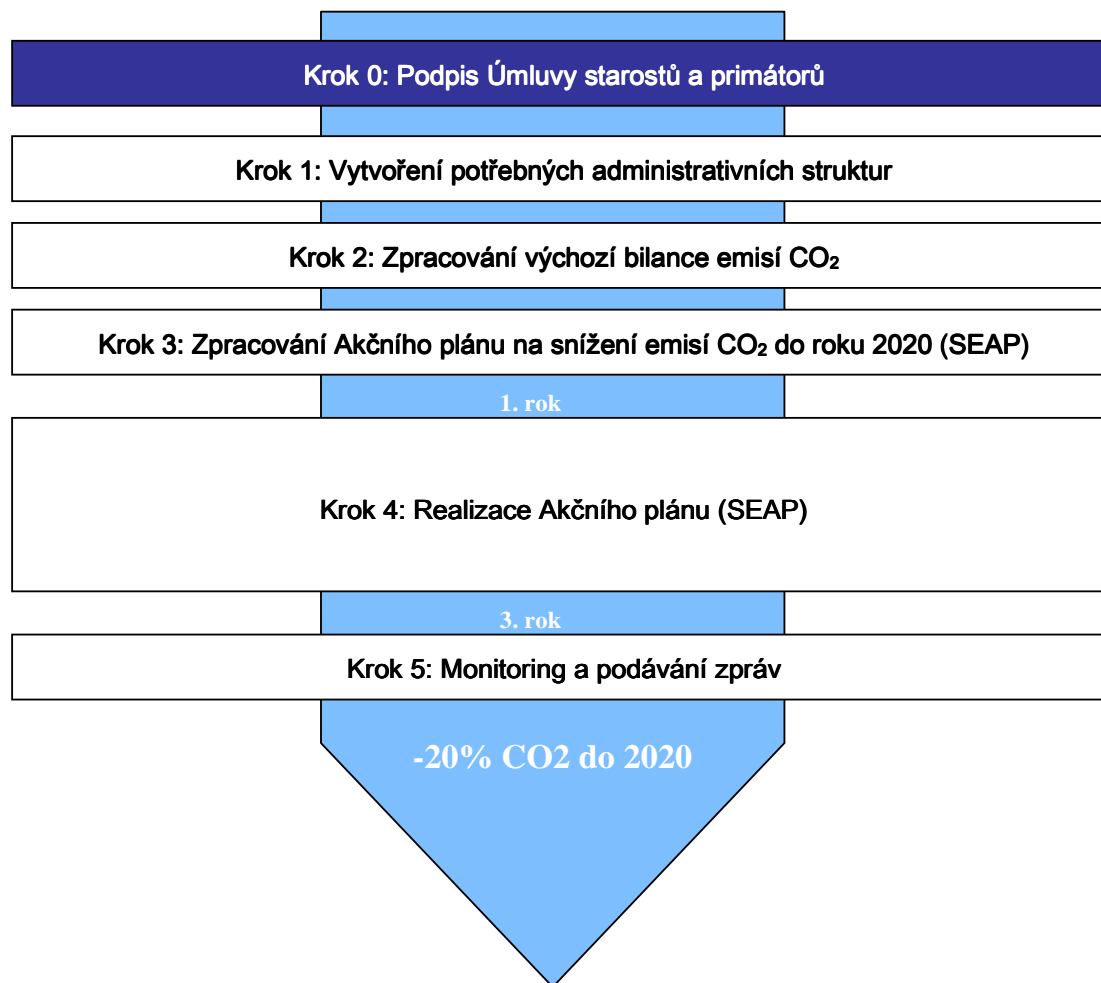 Krok 0: Podpis Úmluvy starostů a primátorů
Krok 1: Vytvoření potřebných administrativních struktur
Krok 2: Zpracování výchozí bilance emisí CO₂
Krok 3: Zpracování Akčního plánu na snížení emisí CO₂ do roku 2020 (SEAP)
1. rok
Krok 4: Realizace Akčního plánu (SEAP)
3. rok
Krok 5: Monitoring a podávání zpráv
-20% CO2 do 2020